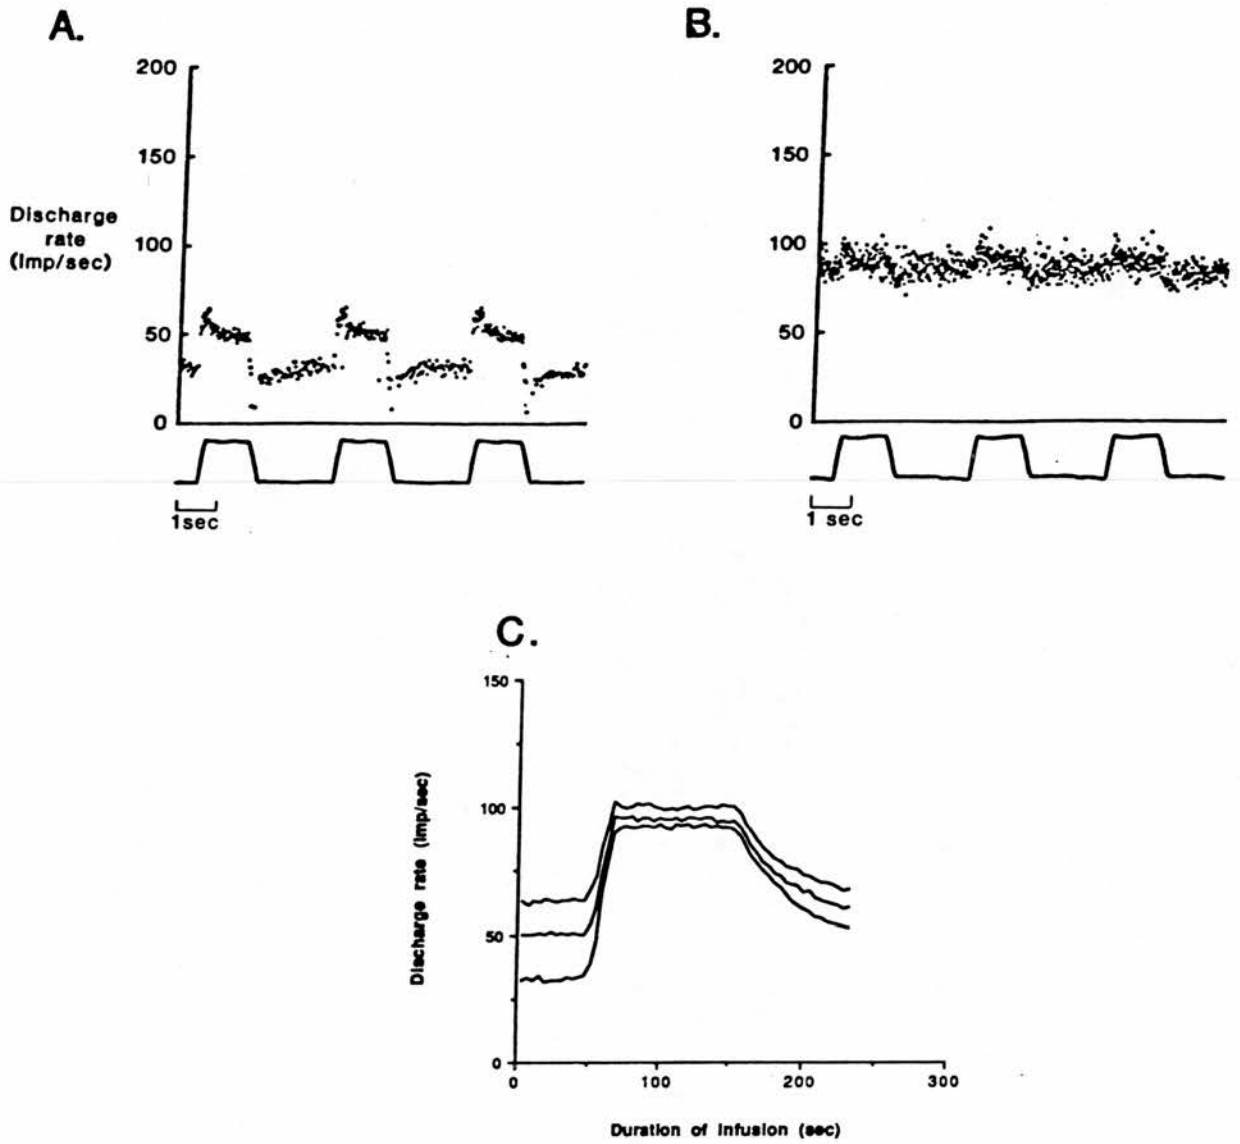 A.
200
150
Discharge
rate
(imp/sec)
100
50
0
1sec
B.
200
150
100
50
0
1 sec
C.
150
100
50
0
0
100
200
300
Discharge rate (imp/sec)
Duration of infusion (sec)